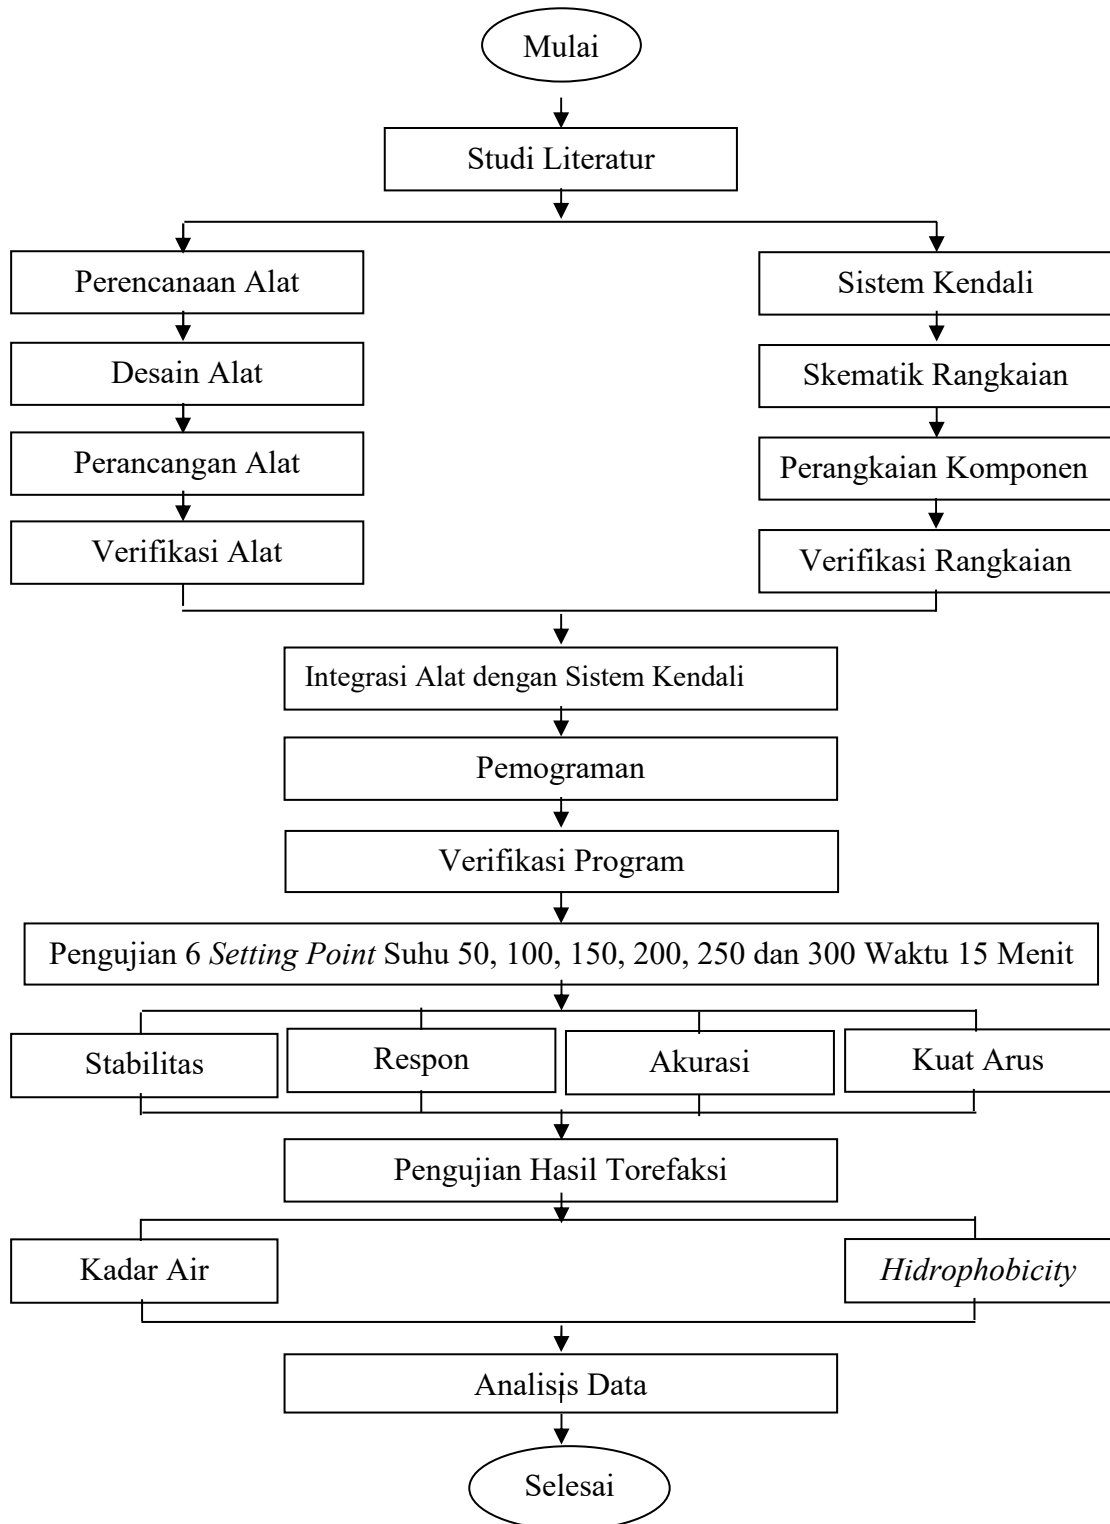 Mulai
Studi Literatur
Perencanaan Alat
Sistem Kendali
Desain Alat
Skematik Rangkaian
Perancangan Alat
Perangkaian Komponen
Verifikasi Alat
Verifikasi Rangkaian
Integrasi Alat dengan Sistem Kendali
Pemograman
Verifikasi Program
Pengujian 6 Setting Point Suhu 50, 100, 150, 200, 250 dan 300 Waktu 15 Menit
Stabilitas
Respon
Akurasi
Kuat Arus
Pengujian Hasil Torefaksi
Kadar Air
Hidrophobicity
Analisis Data
Selesai